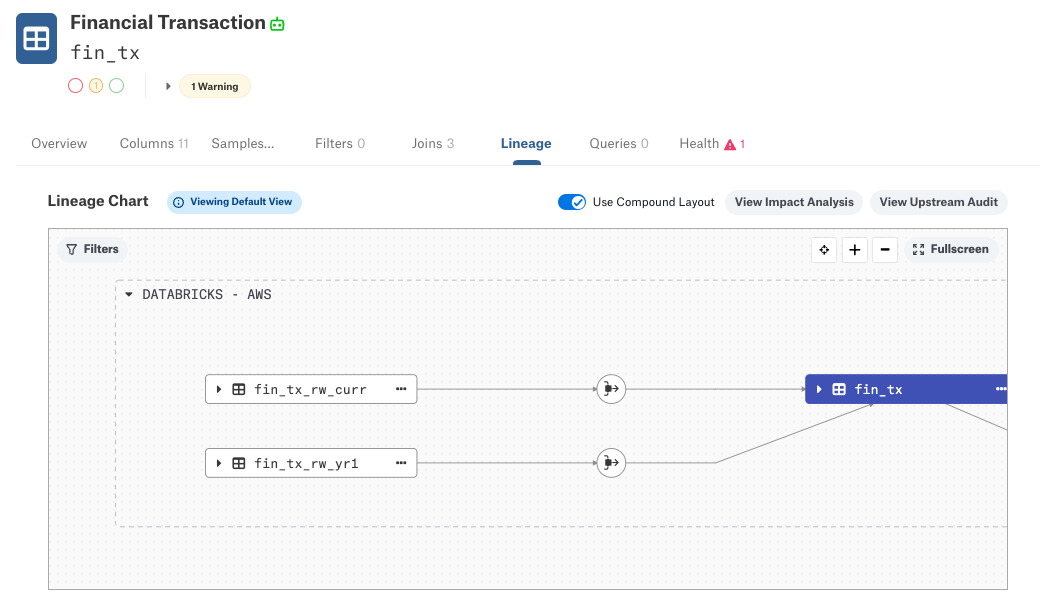 Financial Transaction
fin_tx
1
1 Warning
Overview Columns 11 Samples... Filters 0 Joins 3 Lineage Queries 0 Health 1
Lineage Chart Viewing Default View Use Compound Layout View Impact Analysis View Upstream Audit
Filters Fullscreen
DATABRICKS - AWS
fin_tx_rw_curr fin_tx
fin_tx_rw_yr1